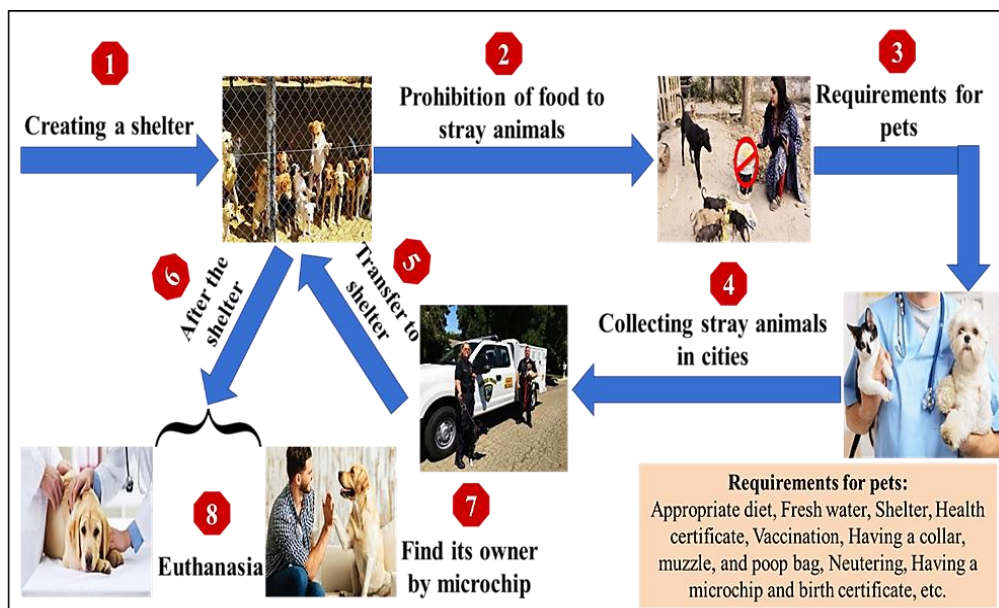 1
Creating a shelter
2
Prohibition of food to
stray animals
3
Requirements for
pets
4
Collecting stray animals
in cities
5
Transfer to
shelter
6
After the
shelter
7
Find its owner
by microchip
8
Euthanasia
Requirements for pets:
Appropriate diet, Fresh water, Shelter, Health
certificate, Vaccination, Having a collar,
muzzle, and poop bag, Neutering, Having a
microchip and birth certificate, etc.